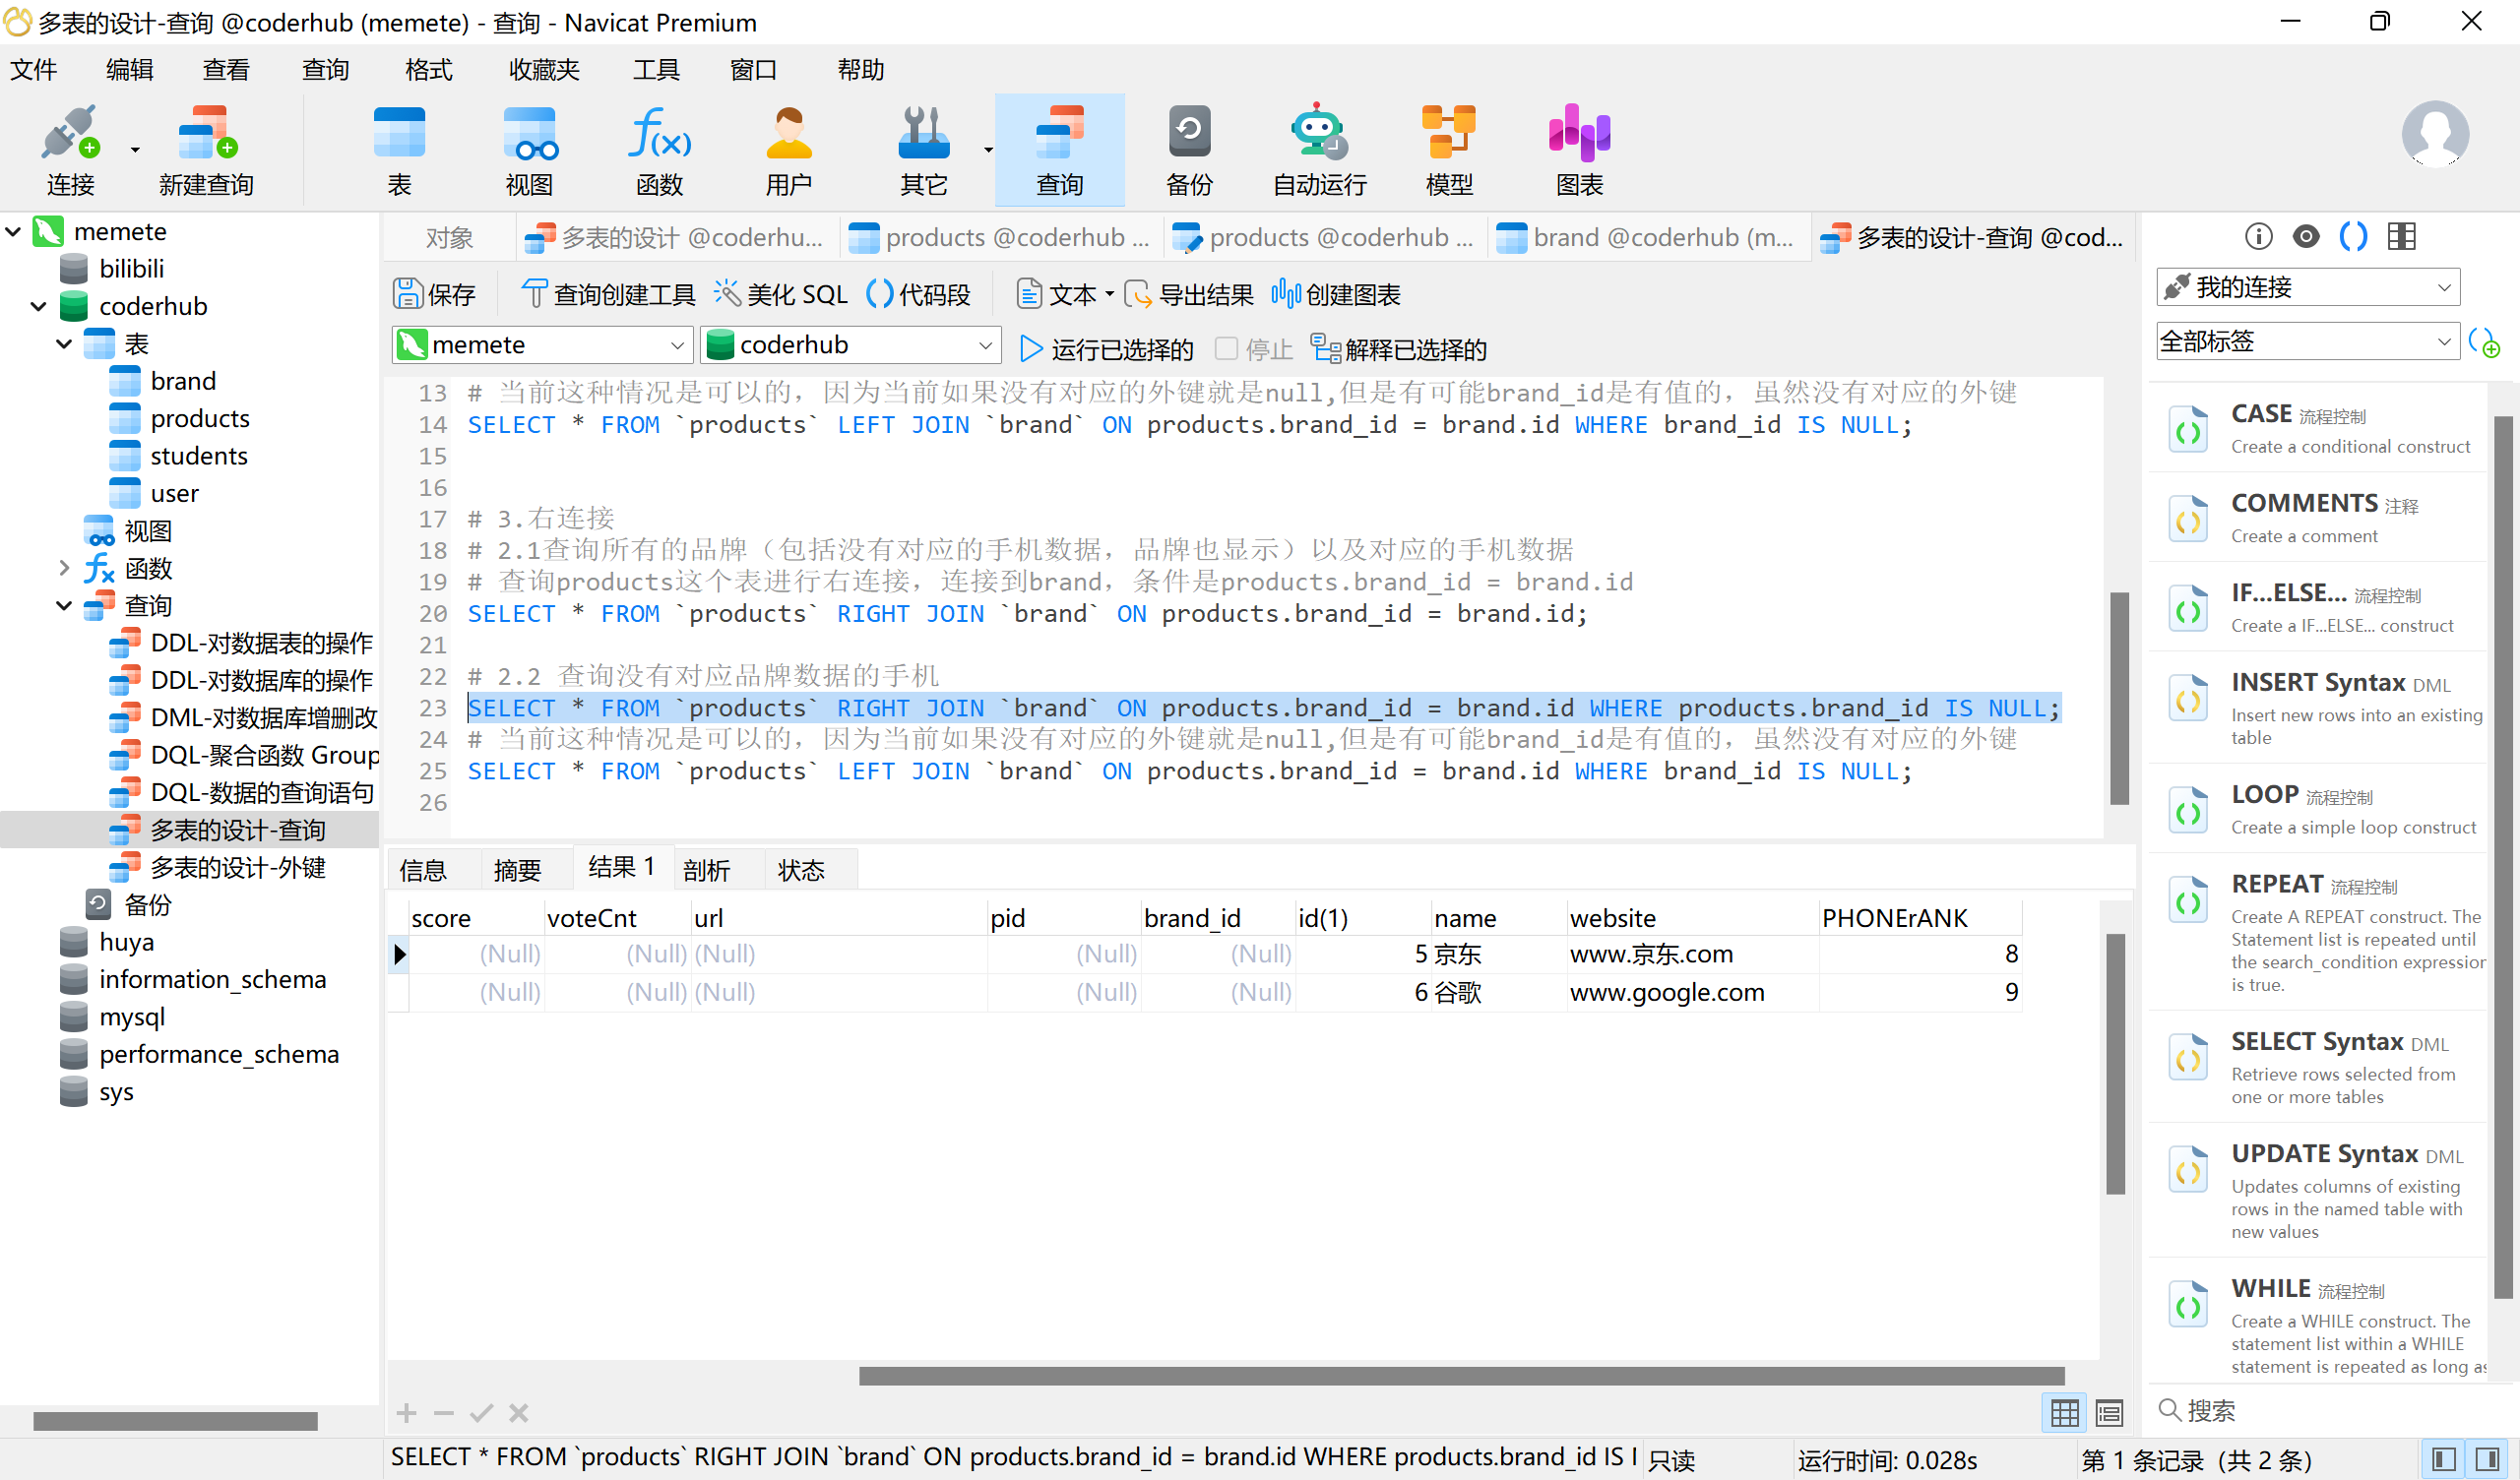 多表的设计-查询 @coderhub (memete) - 查询 - Navicat Premium
文件 编辑 查看 查询 格式 收藏夹 工具 窗口 帮助
连接 新建查询 表 视图 函数 用户 其它 查询 备份 自动运行 模型 图表
memete
bilibili
coderhub
表
brand
products
students
user
视图
函数
查询
DDL-对数据表的操作
DDL-对数据库的操作
DML-对数据库增删改
DQL-聚合函数 Group
DQL-数据的查询语句
多表的设计-查询
多表的设计-外键
备份
huya
information_schema
mysql
performance_schema
sys
对象 多表的设计 @coderhu... products @coderhub ... products @coderhub ... brand @coderhub (m... 多表的设计-查询 @cod...
保存 查询创建工具 美化 SQL 代码段 文本 导出结果 创建图表
memete coderhub 运行已选择的 停止 解释已选择的
13 # 当前这种情况是可以的，因为当前如果没有对应的外键就是null,但是有可能brand_id是有值的，虽然没有对应的外键
14 SELECT * FROM `products` LEFT JOIN `brand` ON products.brand_id = brand.id WHERE brand_id IS NULL;
15
16
17 # 3.右连接
18 # 2.1查询所有的品牌（包括没有对应的手机数据，品牌也显示）以及对应的手机数据
19 # 查询products这个表进行右连接，连接到brand，条件是products.brand_id = brand.id
20 SELECT * FROM `products` RIGHT JOIN `brand` ON products.brand_id = brand.id;
21
22 # 2.2 查询没有对应品牌数据的手机
23 SELECT * FROM `products` RIGHT JOIN `brand` ON products.brand_id = brand.id WHERE products.brand_id IS NULL;
24 # 当前这种情况是可以的，因为当前如果没有对应的外键就是null,但是有可能brand_id是有值的，虽然没有对应的外键
25 SELECT * FROM `products` LEFT JOIN `brand` ON products.brand_id = brand.id WHERE brand_id IS NULL;
26
信息 摘要 结果 1 剖析 状态
score voteCnt url pid brand_id id(1) name website PHONErANK
(Null) (Null) (Null) (Null) (Null) 5 京东 www.京东.com 8
(Null) (Null) (Null) (Null) (Null) 6 谷歌 www.google.com 9
SELECT * FROM `products` RIGHT JOIN `brand` ON products.brand_id = brand.id WHERE products.brand_id IS 只读 运行时间: 0.028s 第 1 条记录 (共 2 条)
我的连接
全部标签
CASE 流程控制
Create a conditional construct
COMMENTS 注释
Create a comment
IF...ELSE... 流程控制
Create a IF...ELSE... construct
INSERT Syntax DML
Insert new rows into an existing
table
LOOP 流程控制
Create a simple loop construct
REPEAT 流程控制
Create A REPEAT construct. The
Statement list is repeated until
the search_condition expression
is true.
SELECT Syntax DML
Retrieve rows selected from
one or more tables
UPDATE Syntax DML
Updates columns of existing
rows in the named table with
new values
WHILE 流程控制
Create a WHILE construct. The
statement list within a WHILE
statement is repeated as long as
搜索